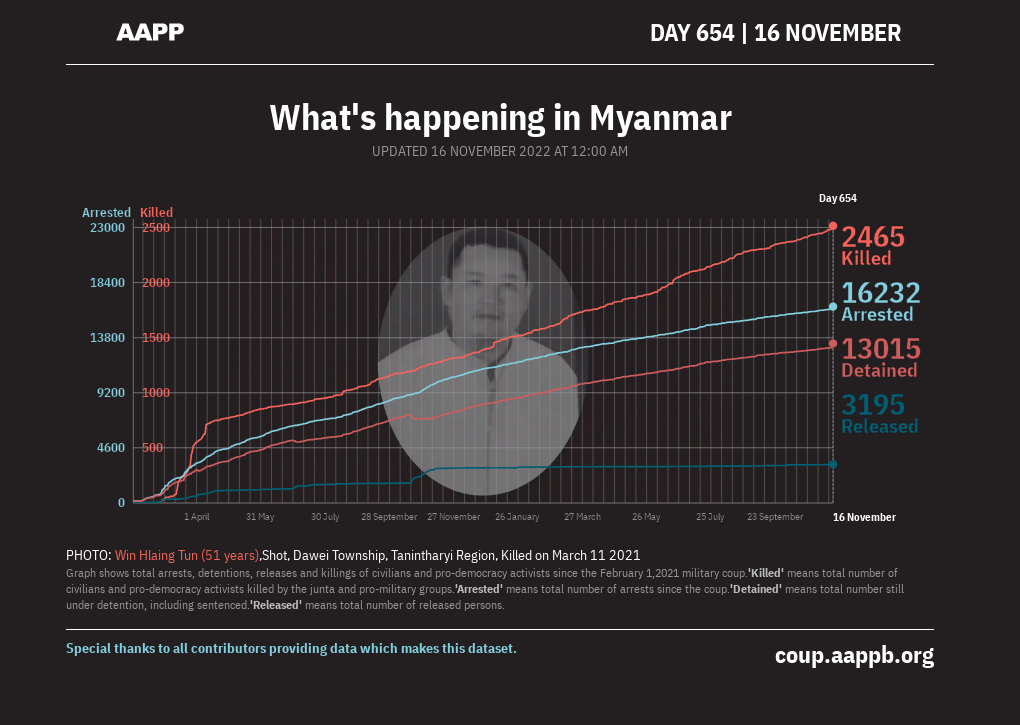 AAPP
DAY 654 | 16 NOVEMBER
What's happening in Myanmar
UPDATED 16 NOVEMBER 2022 AT 12:00 AM
Day 654
Arrested Killed
23000 2500
18400 2000
13800 1500
9200 1000
4600 500
0
2465
Killed
16232
Arrested
13015
Detained
3195
Released
1 April 31 May 30 July 28 September 27 November 26 January 27 March 26 May 25 July 23 September 16 November
PHOTO: Win Hlaing Tun (51 years),Shot, Dawei Township, Tanintharyi Region, Killed on March 11 2021
Graph shows total arrests, detentions, releases and killings of civilians and pro-democracy activists since the February 1,2021 military coup.'Killed' means total number of
civilians and pro-democracy activists killed by the junta and pro-military groups.'Arrested' means total number of arrests since the coup.'Detained' means total number still
under detention, including sentenced.'Released' means total number of released persons.
Special thanks to all contributors providing data which makes this dataset.
coup.aappb.org